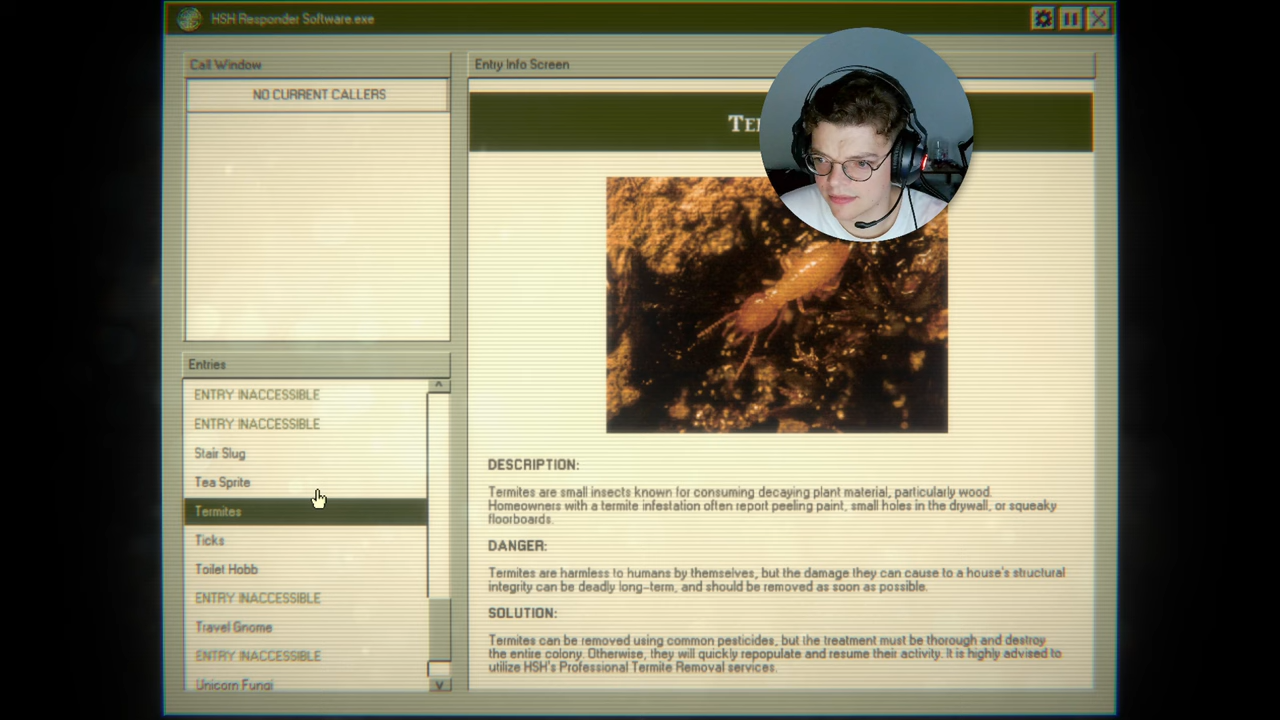 HSH Responder Software.exe
Call Window
NO CURRENT CALLERS
Entries
ENTRY INACCESSIBLE
ENTRY INACCESSIBLE
Stair Slug
Tea Sprite
Termites
Ticks
Toilet Hobb
ENTRY INACCESSIBLE
Travel Gnome
ENTRY INACCESSIBLE
Unicorn Fungi
Entry Info Screen
DESCRIPTION:
Termites are small insects known for consuming decaying plant material, particularly wood.
Homeowners with a termite infestation often report peeling paint, small holes in the drywall, or squeaky
floorboards.
DANGER:
Termites are harmless to humans by themselves, but the damage they can cause to a house's structural
integrity can be deadly long-term, and should be removed as soon as possible.
SOLUTION:
Termites can be removed using common pesticides, but the treatment must be thorough and destroy
the entire colony. Otherwise, they will quickly repopulate and resume their activity. It is highly advised to
utilize HSH's Professional Termite Removal services.